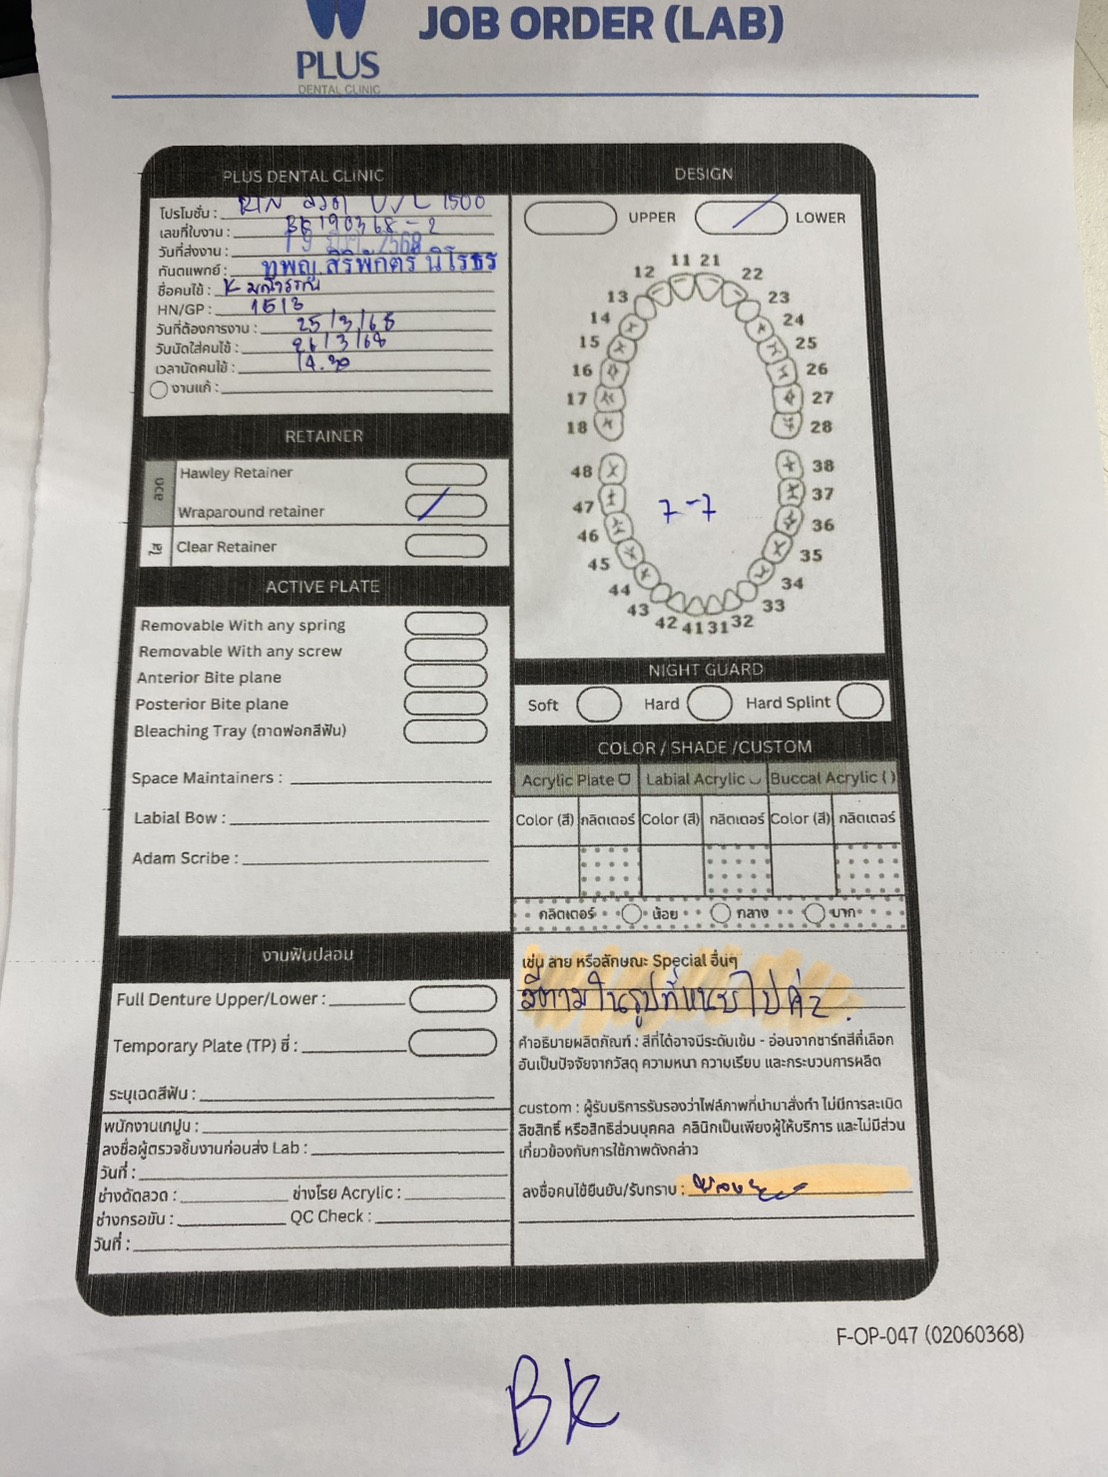 JOB ORDER (LAB)
PLUS
DENTAL CLINIC
PLUS DENTAL CLINIC
โปรโมชั่น : RTN ลวด U/L 1500
เลขที่ใบงาน : BK190368-2
วันที่ส่งงาน : 19 มี.ค. 2568
ทันตแพทย์ : ทพญ.สิริพักตร์ นิโรธร
ชื่อคนไข้ : K
HN/GP : 1513
วันที่ต้องการงาน : 25/3/68
วันนัดใส่คนไข้ : 26/3/68
เวลานัดคนไข้ : 14.30
งานแก้ :
RETAINER
ลวด
Hawley Retainer
Wraparound retainer
ใส
Clear Retainer
ACTIVE PLATE
Removable With any spring
Removable With any screw
Anterior Bite plane
Posterior Bite plane
Bleaching Tray (ถาดฟอกสีฟัน)
Space Maintainers :
Labial Bow :
Adam Scribe :
งานฟันปลอม
Full Denture Upper/Lower :
Temporary Plate (TP) ซี่ :
ระบุเฉดสีฟัน :
พนักงานเทปูน :
ลงชื่อผู้ตรวจชิ้นงานก่อนส่ง Lab :
วันที่ :
ช่างดัดลวด : ช่างโรย Acrylic :
ช่างกรอขัน : QC Check :
วันที่ :
DESIGN
UPPER LOWER
11 21
12 22
13 23
14 24
15 25
16 26
17 27
18 28
48 38
47 37
7-7
46 36
45 35
44 34
43 33
42 41 31 32
NIGHT GUARD
Soft Hard Hard Splint
COLOR / SHADE /CUSTOM
Acrylic Plate Labial Acrylic Buccal Acrylic ( )
Color (สี) กลิตเตอร์ Color (สี) กลิตเตอร์ Color (สี) กลิตเตอร์
กลิตเตอร์ น้อย กลาง มาก
เช่น ลาย หรือลักษณะ Special อื่นๆ
สีตามในรูปที่แนบไปค่ะ.
คำอธิบายผลิตภัณฑ์ : สีที่ได้อาจมีระดับเข้ม - อ่อนจากชาร์ทสีที่เลือก
อันเป็นปัจจัยจากวัสดุ ความหนา ความเรียบ และกระบวนการผลิต
custom : ผู้รับบริการรับรองว่าไฟล์ภาพที่นำมาสั่งทำ ไม่มีการละเมิด
ลิขสิทธิ์ หรือสิทธิส่วนบุคคล คลินิกเป็นเพียงผู้ให้บริการ และไม่มีส่วน
เกี่ยวข้องกับการใช้ภาพดังกล่าว
ลงชื่อคนไข้ยืนยัน/รับทราบ :
F-OP-047 (02060368)
BK